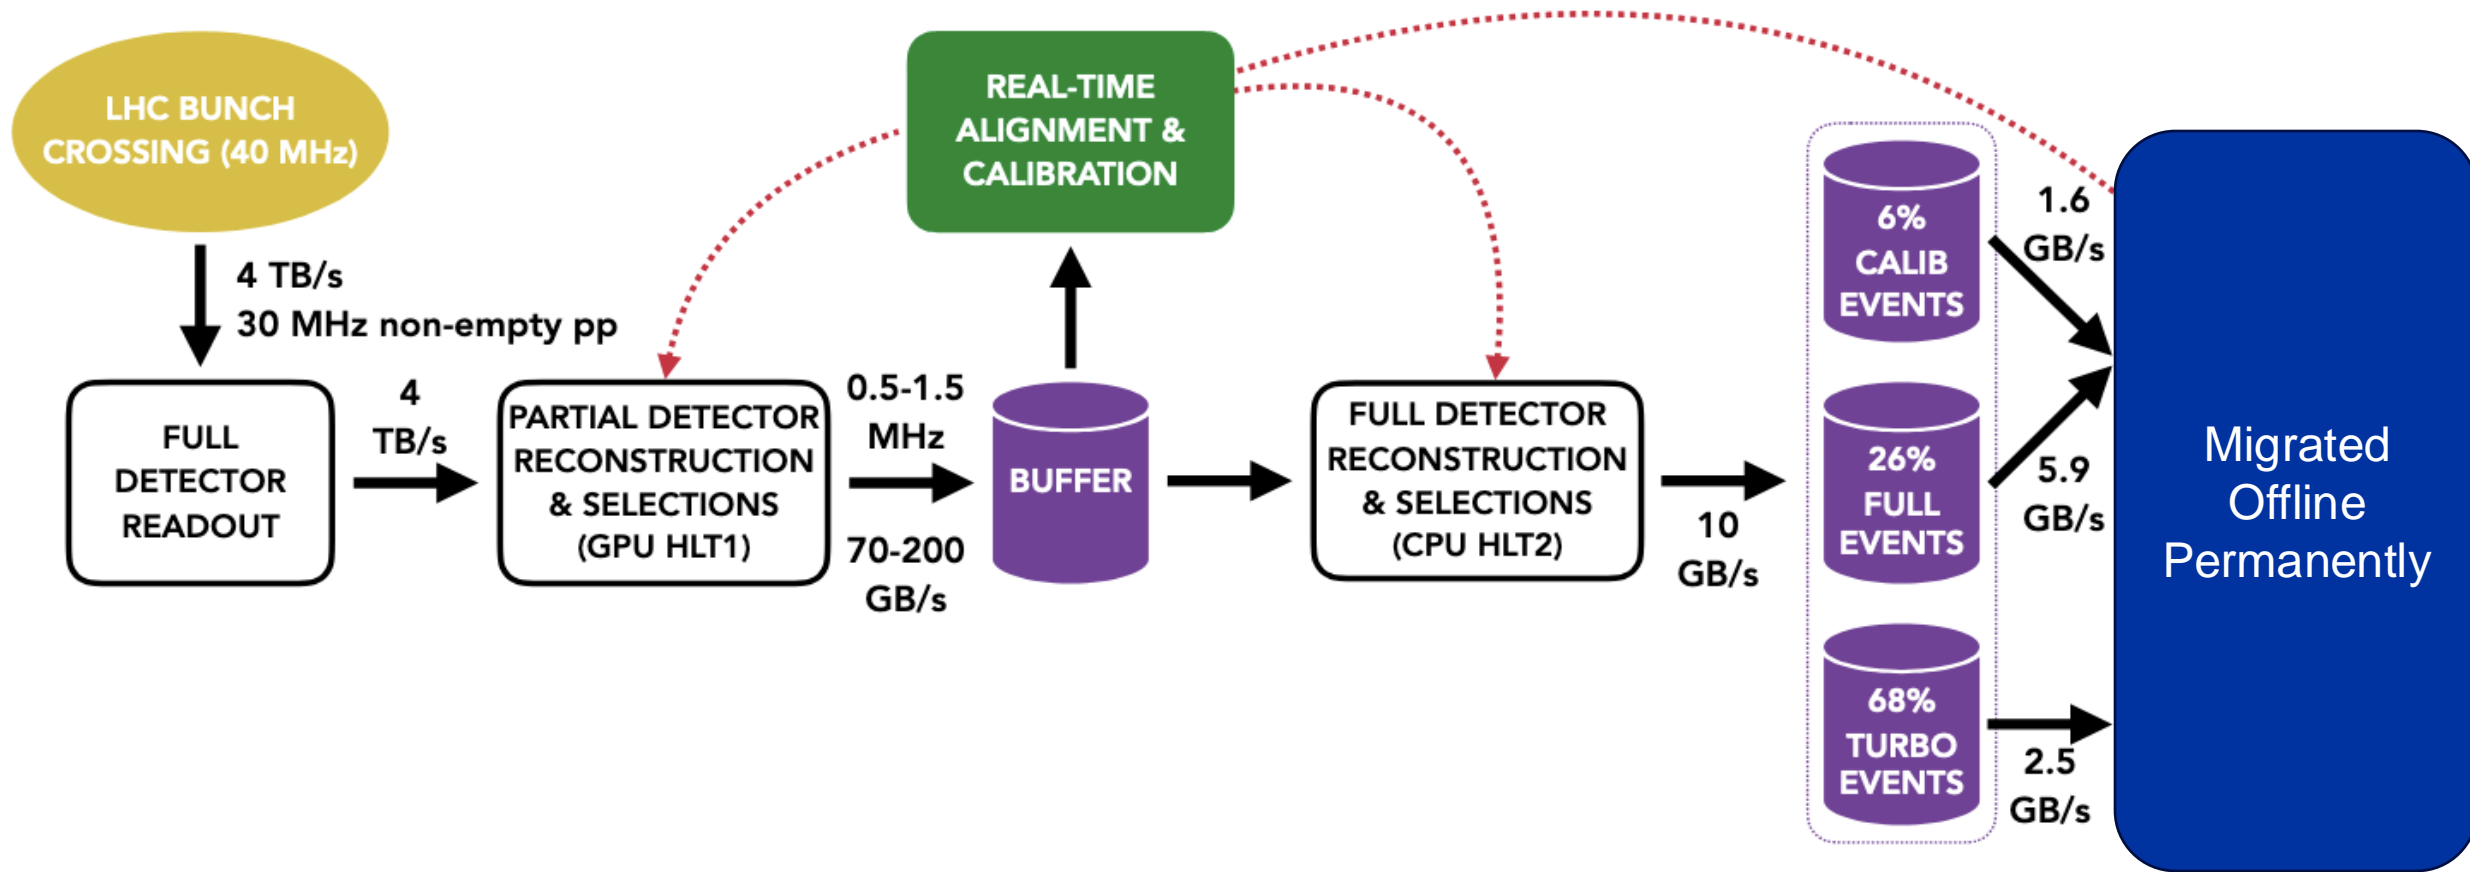 LHC BUNCH
CROSSING (40 MHz)
4 TB/s
30 MHz non-empty pp
FULL
DETECTOR
READOUT
4
TB/s
PARTIAL DETECTOR
RECONSTRUCTION
& SELECTIONS
(GPU HLT1)
0.5-1.5
MHz
70-200
GB/s
BUFFER
REAL-TIME
ALIGNMENT &
CALIBRATION
FULL DETECTOR
RECONSTRUCTION
& SELECTIONS
(CPU HLT2)
10
GB/s
6%
CALIB
EVENTS
1.6
GB/s
26%
FULL
EVENTS
5.9
GB/s
68%
TURBO
EVENTS
2.5
GB/s
Migrated
Offline
Permanently